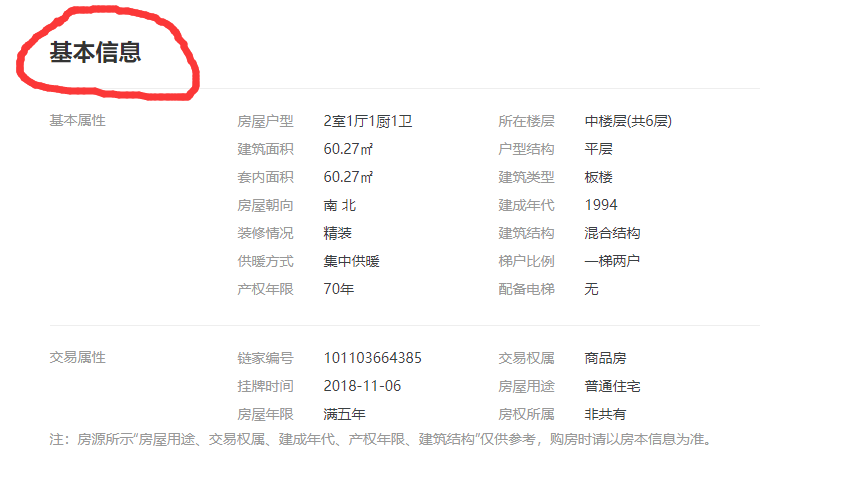 基本信息
基本属性 房屋户型 2室1厅1厨1卫 所在楼层 中楼层(共6层)
建筑面积 60.27㎡ 户型结构 平层
套内面积 60.27㎡ 建筑类型 板楼
房屋朝向 南 北 建成年代 1994
装修情况 精装 建筑结构 混合结构
供暖方式 集中供暖 梯户比例 一梯两户
产权年限 70年 配备电梯 无
交易属性 链家编号 101103664385 交易权属 商品房
挂牌时间 2018-11-06 房屋用途 普通住宅
房屋年限 满五年 房权所属 非共有
注：房源所示“房屋用途、交易权属、建成年代、产权年限、建筑结构”仅供参考，购房时请以房本信息为准。